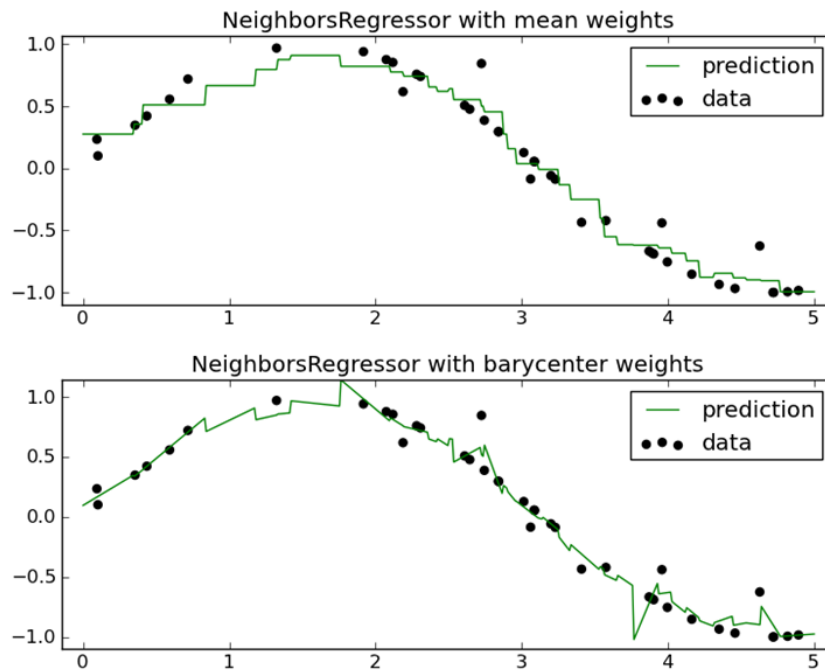 NeighborsRegressor with mean weights
1.0
0.5
0.0
−0.5
−1.0
prediction
data
0 1 2 3 4 5
NeighborsRegressor with barycenter weights
1.0
0.5
0.0
−0.5
−1.0
prediction
data
0 1 2 3 4 5